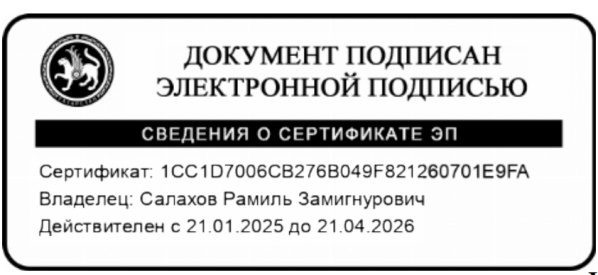 ДОКУМЕНТ ПОДПИСАН
ЭЛЕКТРОННОЙ ПОДПИСЬЮ
СВЕДЕНИЯ О СЕРТИФИКАТЕ ЭП
Сертификат: 1CC1D7006CB276B049F821260701E9FA
Владелец: Салахов Рамиль Замигнурович
Действителен с 21.01.2025 до 21.04.2026